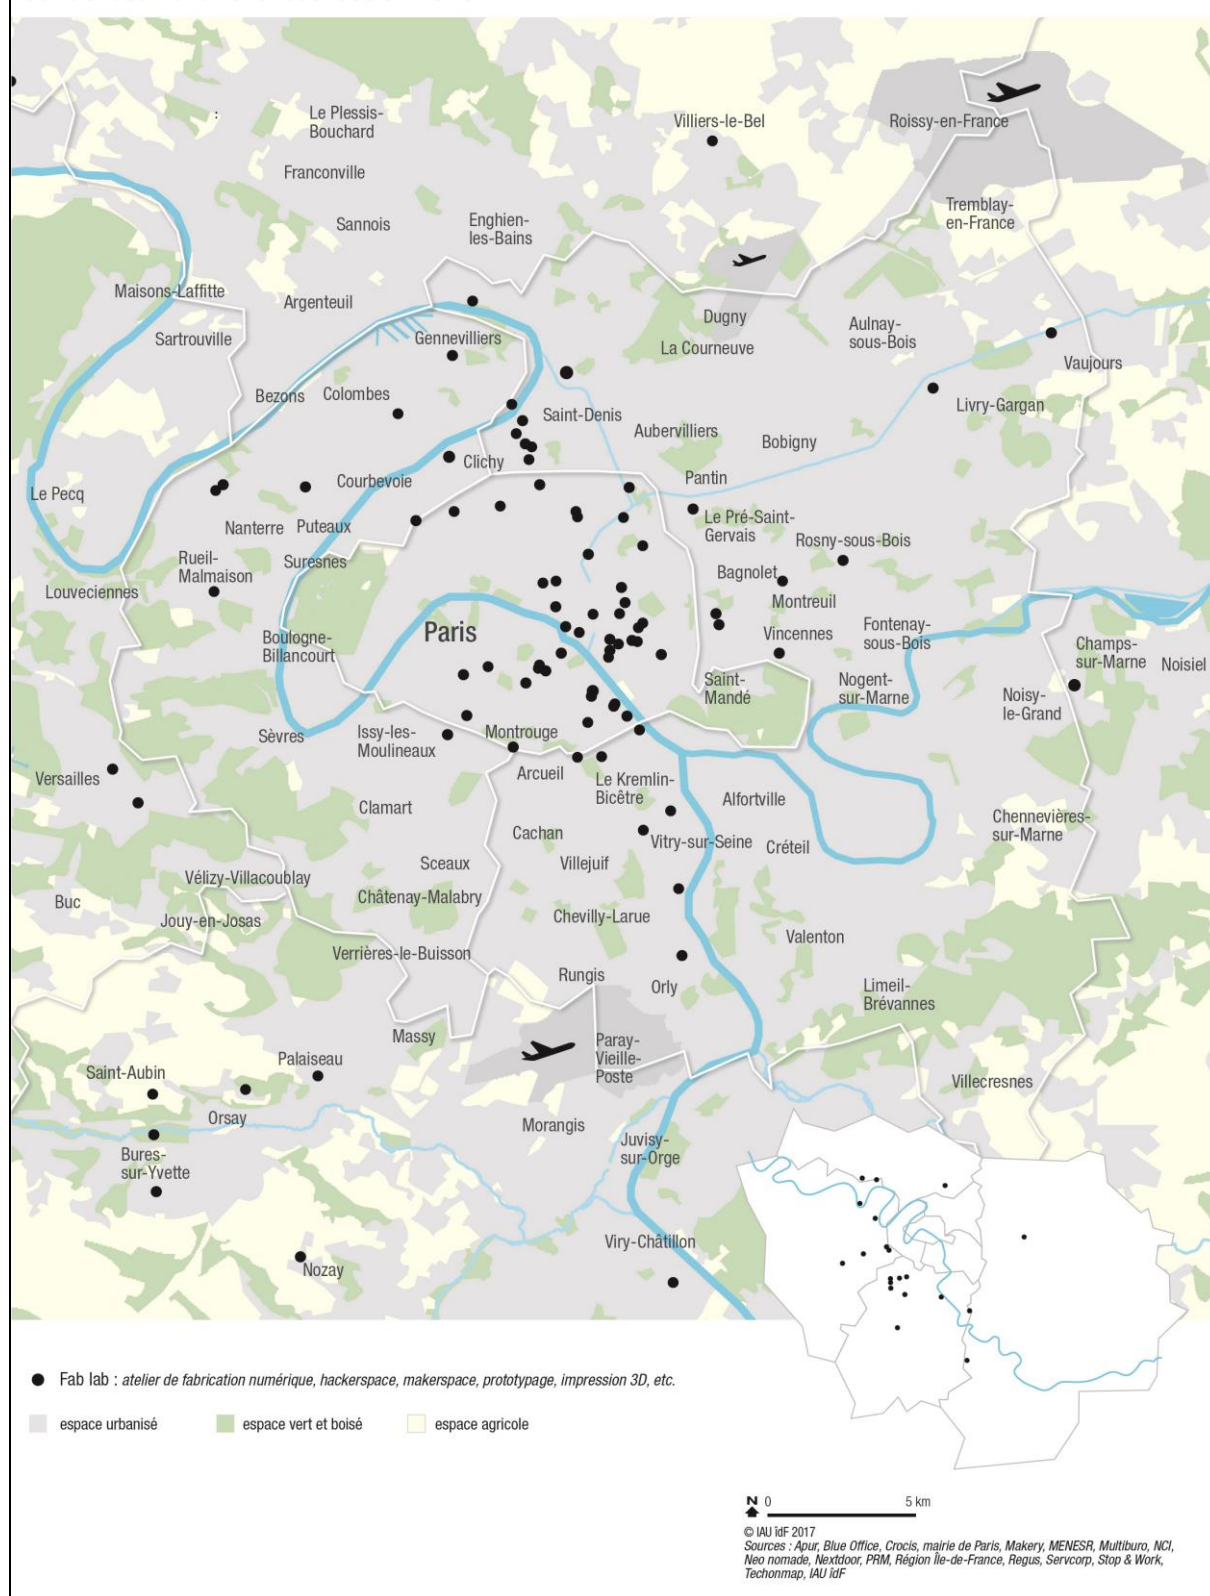 Le Plessis-
Bouchard
Villiers-le-Bel
Roissy-en-France
Franconville
Sannois
Enghien-
les-Bains
Tremblay-
en-France
Maisons-Laffitte
Argenteuil
Sartrouville
Gennevilliers
Dugny
La Courneuve
Aulnay-
sous-Bois
Vaujours
Bezons
Colombes
Saint-Denis
Aubervilliers
Bobigny
Livry-Gargan
Clichy
Courbevoie
Pantin
Le Pecq
Nanterre
Puteaux
Le Pré-Saint-
Gervais
Rosny-sous-Bois
Rueil-
Malmaison
Suresnes
Bagnolet
Louveciennes
Montreuil
Boulogne-
Billancourt
Paris
Vincennes
Fontenay-
sous-Bois
Champs-
sur-Marne
Noisiel
Saint-
Mandé
Nogent-
sur-Marne
Noisy-
le-Grand
Sèvres
Issy-les-
Moulineaux
Montrouge
Arcueil
Le Kremlin-
Bicêtre
Versailles
Clamart
Alfortville
Chennevières-
sur-Marne
Cachan
Vitry-sur-Seine
Créteil
Sceaux
Villejuif
Vélizy-Villacoublay
Châtenay-Malabry
Buc
Jouy-en-Josas
Chevilly-Larue
Valenton
Verrières-le-Buisson
Rungis
Orly
Limeil-
Brévannes
Massy
Paray-
Vieille-
Poste
Palaiseau
Saint-Aubin
Villecresnes
Orsay
Morangis
Juvisy-
sur-Orge
Bures-
sur-Yvette
Viry-Châtillon
Nozay
Fab lab : atelier de fabrication numérique, hackerspace, makerspace, prototypage, impression 3D, etc.
espace urbanisé
espace vert et boisé
espace agricole
N 0 5 km
© IAU îdF 2017
Sources : Apur, Blue Office, Crocis, mairie de Paris, Makery, MENESR, Multiburo, NCI,
Neo nomade, Nextdoor, PRM, Région Île-de-France, Regus, Servcorp, Stop & Work,
Techonmap, IAU îdF